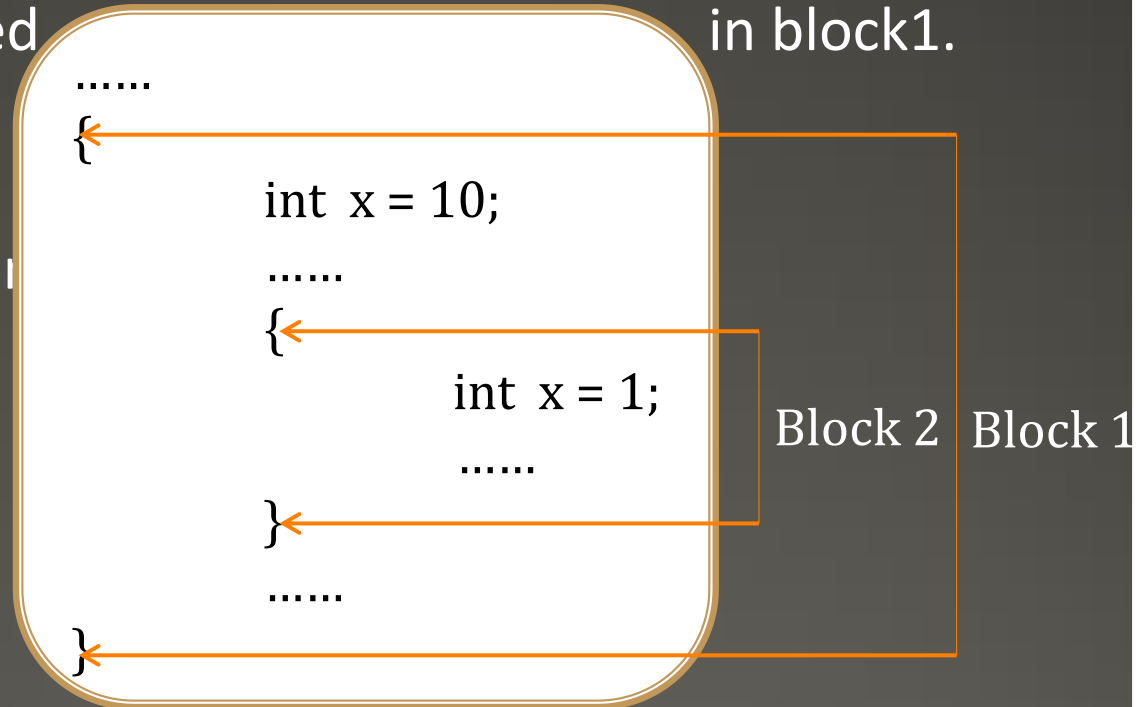 in block1.
......
{
int x = 10;
......
{
int x = 1;
Block 2 Block 1
......
}
......
}